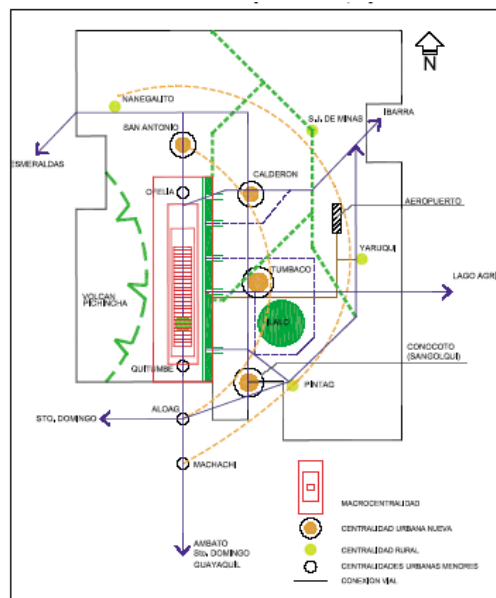 N
NANEGALITO
SAN ANTONIO
S.J. DE MINAS
IBARRA
ESMERALDAS
OFELIA
CALDERON
AEROPUERTO
YARUQUI
TUMBACO
LAGO AGRI
VOLCAN
PICHINCHA
ILALO
CONOCOTO
(SANGOLQUI)
QUITUMBE
PINTAG
ALOAG
STO. DOMINGO
MACHACHI
AMBATO
Sto. DOMINGO
GUAYAQUIL
MACROCENTRALIDAD
CENTRALIDAD URBANA NUEVA
CENTRALIDAD RURAL
CENTRALIDADES URBANAS MENORES
CONEXION VIAL